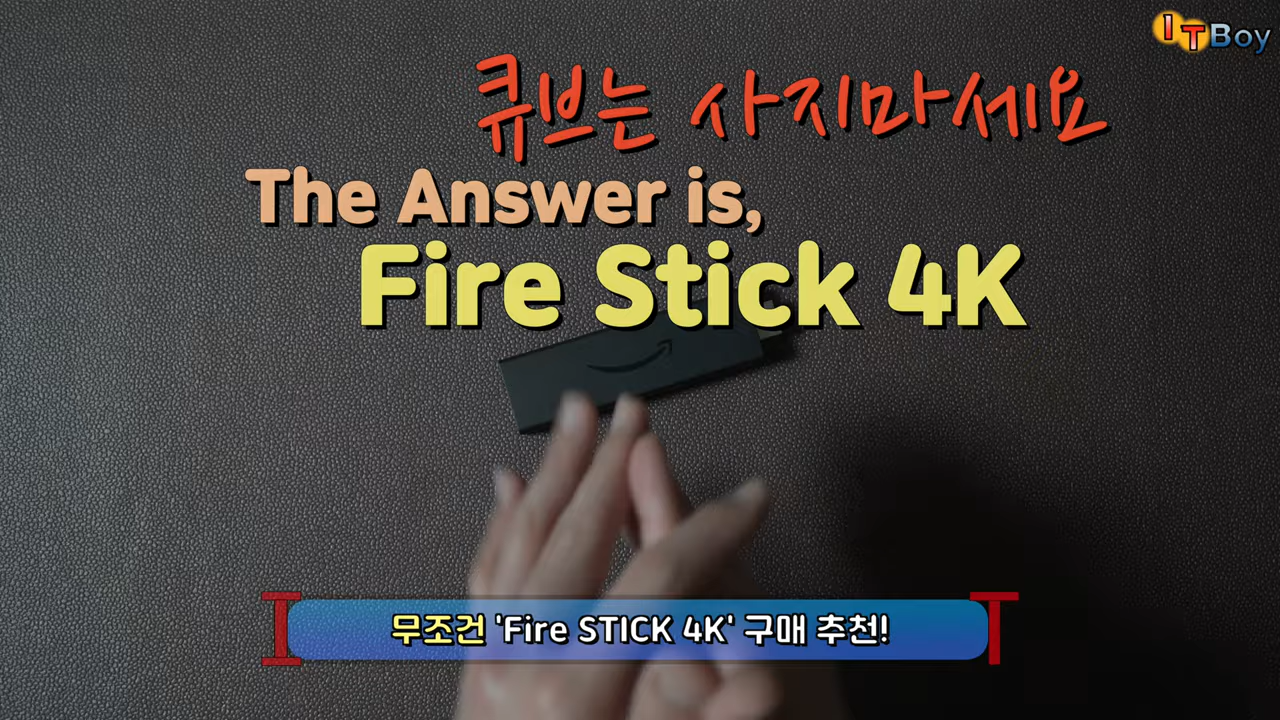 ITBoy
큐브는 사지마세요
The Answer is,
Fire Stick 4K
I 무조건 'Fire STICK 4K' 구매 추천! T